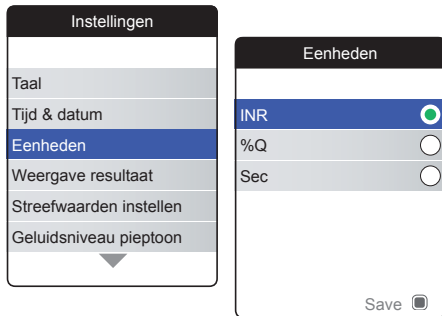 Instellingen
Taal
Tijd & datum
Eenheden
Weergave resultaat
Streefwaarden instellen
Geluidsniveau pieptoon
Eenheden
INR
%Q
Sec
Save